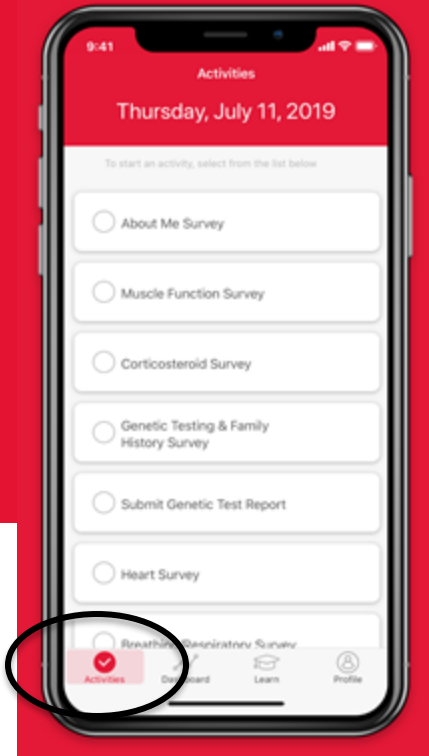 9:41
Activities
Thursday, July 11, 2019
To start an activity, select from the list below
About Me Survey
Muscle Function Survey
Corticosteroid Survey
Genetic Testing & Family
History Survey
Submit Genetic Test Report
Heart Survey
Breathing/Respiratory Survey
Activities Dashboard Learn Profile